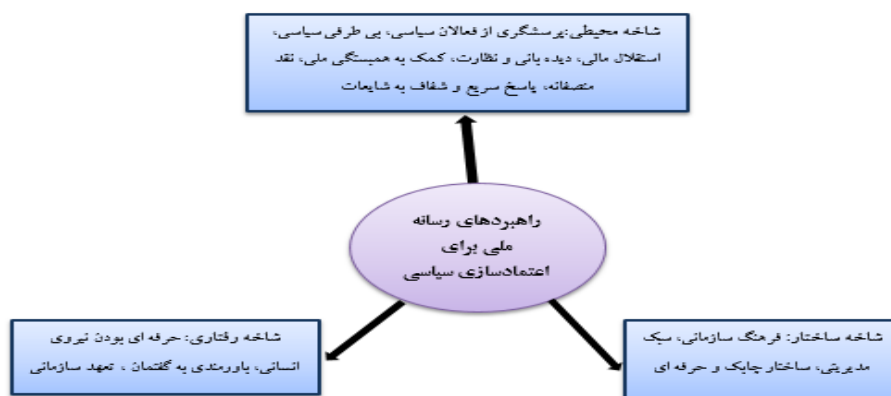 شاخه محیطی:پرسشگری از فعالان سیاسی، بی طرفی سیاسی،
استقلال مالی، دیده بانی و نظارت، کمک به همبستگی ملی، نقد
منصفانه، پاسخ سریع و شفاف به شایعات
راهبردهای رسانه
ملی برای
اعتمادسازی سیاسی
شاخه ساختار: فرهنگ سازمانی، سبک
مدیریتی، ساختار چابک و حرفه ای
شاخه رفتاری: حرفه ای بودن نیروی
انسانی، باورمندی به گفتمان ، تعهد سازمانی